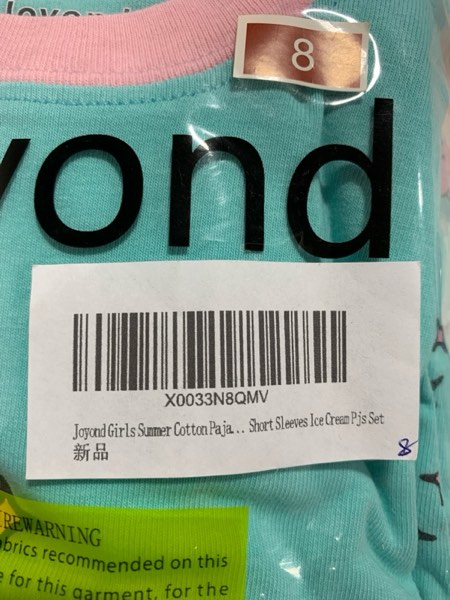 8
yond
X0033N8QMV
Joyond Girls Summer Cotton Paja... Short Sleeves Ice Cream Pjs Set
新品
8
REWARNING
brics recommended on this
for this garment, for the